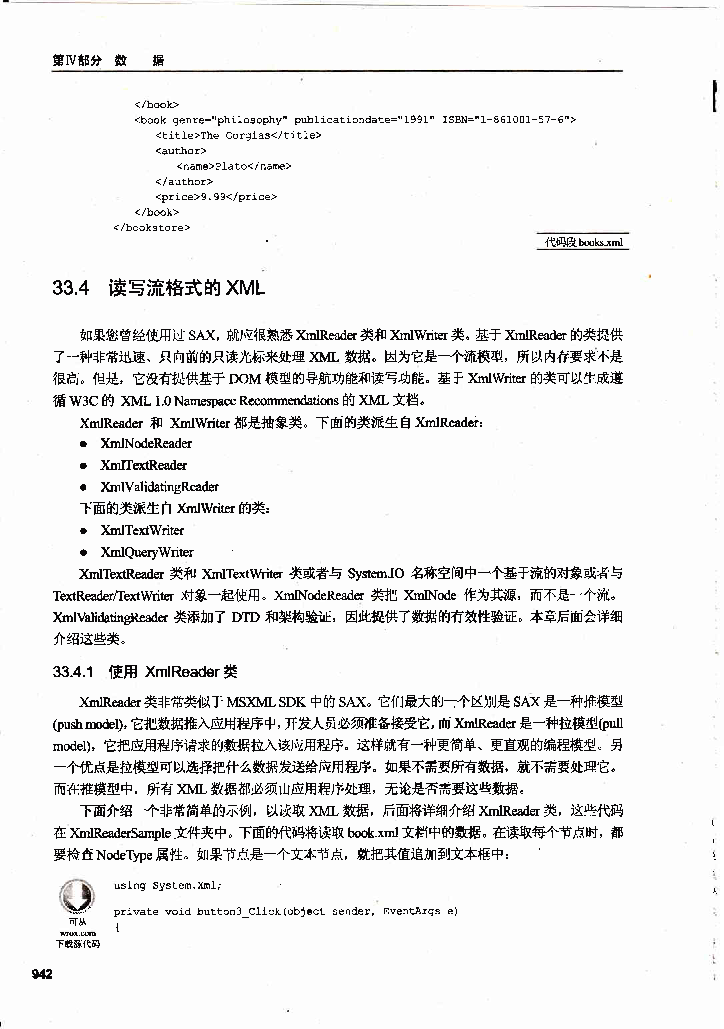 第Ⅳ部分 数 据
</book>
<book genre="philosophy" publicationdate="1991" ISBN="1-861001-57-6">
<title>The Gorgias</title>
<author>
<name>Plato</name>
</author>
<price>9.99</price>
</book>
</bookstore>
代码段 books.xml
33.4 读写流格式的 XML
如果您曾经使用过 SAX，就应很熟悉 XmlReader 类和 XmlWriter 类。基于 XmlReader 的类提供
了一种非常迅速、只向前的只读光标来处理 XML 数据。因为它是一个流模型，所以内存要求不是
很高。但是，它没有提供基于 DOM 模型的导航功能和读写功能。基于 XmlWriter 的类可以生成遵
循 W3C 的 XML 1.0 Namespace Recommendations 的 XML 文档。
XmlReader 和 XmlWriter 都是抽象类。下面的类派生自 XmlReader：
● XmlNodeReader
● XmlTextReader
● XmlValidatingReader
下面的类派生自 XmlWriter 的类：
● XmlTextWriter
● XmlQueryWriter
XmlTextReader 类和 XmlTextWriter 类或者与 System.IO 名称空间中一个基于流的对象或者与
TextReader/TextWriter 对象一起使用。XmlNodeReader 类把 XmlNode 作为其源，而不是一个流。
XmlValidatingReader 类添加了 DTD 和架构验证，因此提供了数据的有效性验证。本章后面会详细
介绍这些类。
33.4.1 使用 XmlReader 类
XmlReader 类非常类似于 MSXML SDK 中的 SAX。它们最大的一个区别是 SAX 是一种推模型
(push model)，它把数据推入应用程序中，开发人员必须准备接受它，而 XmlReader 是一种拉模型(pull
model)，它把应用程序请求的数据拉入该应用程序。这样就有一种更简单、更直观的编程模型。另
一个优点是拉模型可以选择把什么数据发送给应用程序。如果不需要所有数据，就不需要处理它。
而在推模型中，所有 XML 数据都必须由应用程序处理，无论是否需要这些数据。
下面介绍一个非常简单的示例，以读取 XML 数据，后面将详细介绍 XmlReader 类，这些代码
在 XmlReaderSample 文件夹中。下面的代码将读取 book.xml 文档中的数据。在读取每个节点时，都
要检查 NodeType 属性。如果节点是一个文本节点，就把其值追加到文本框中：
using System.Xml;
private void button3_Click(object sender, EventArgs e)
{
可从
wrox.com
下载源代码
942